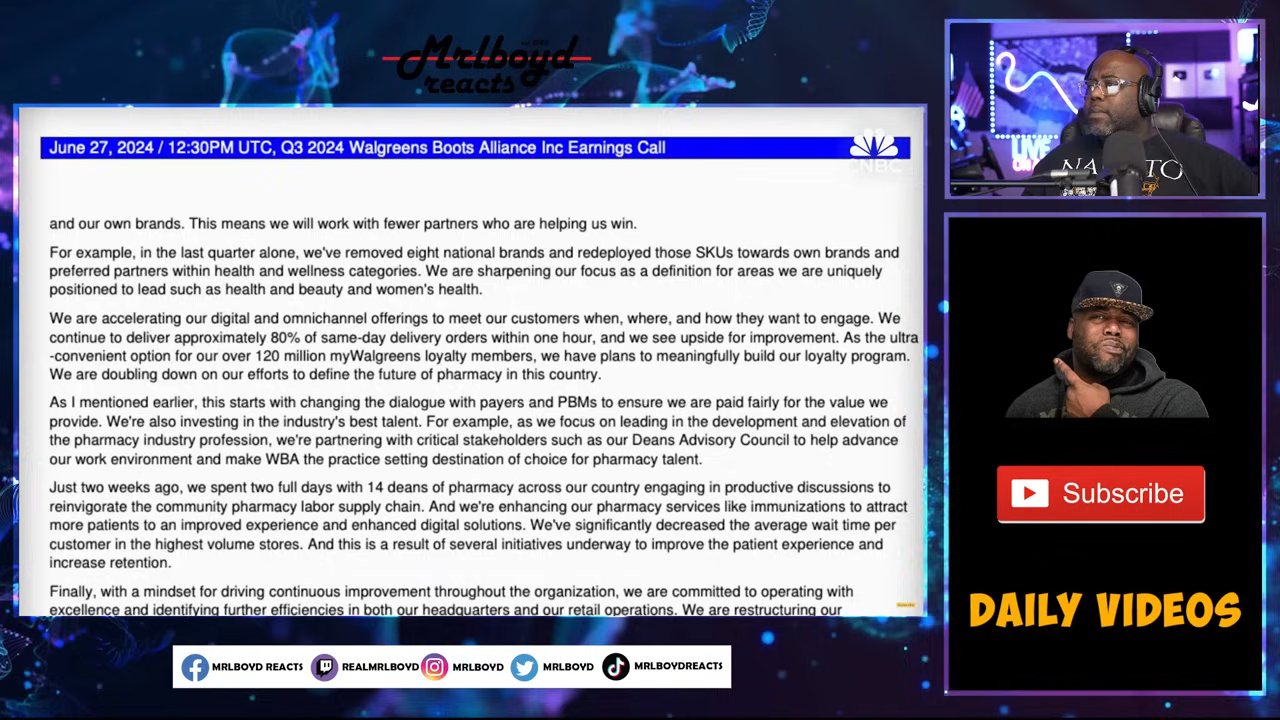 Mrlboyd
reacts
June 27, 2024 / 12:30PM UTC, Q3 2024 Walgreens Boots Alliance Inc Earnings Call
CNBC
and our own brands. This means we will work with fewer partners who are helping us win.
For example, in the last quarter alone, we've removed eight national brands and redeployed those SKUs towards own brands and
preferred partners within health and wellness categories. We are sharpening our focus as a definition for areas we are uniquely
positioned to lead such as health and beauty and women's health.
We are accelerating our digital and omnichannel offerings to meet our customers when, where, and how they want to engage. We
continue to deliver approximately 80% of same-day delivery orders within one hour, and we see upside for improvement. As the ultra
-convenient option for our over 120 million myWalgreens loyalty members, we have plans to meaningfully build our loyalty program.
We are doubling down on our efforts to define the future of pharmacy in this country.
As I mentioned earlier, this starts with changing the dialogue with payers and PBMs to ensure we are paid fairly for the value we
provide. We're also investing in the industry's best talent. For example, as we focus on leading in the development and elevation of
the pharmacy industry profession, we're partnering with critical stakeholders such as our Deans Advisory Council to help advance
our work environment and make WBA the practice setting destination of choice for pharmacy talent.
Just two weeks ago, we spent two full days with 14 deans of pharmacy across our country engaging in productive discussions to
reinvigorate the community pharmacy labor supply chain. And we're enhancing our pharmacy services like immunizations to attract
more patients to an improved experience and enhanced digital solutions. We've significantly decreased the average wait time per
customer in the highest volume stores. And this is a result of several initiatives underway to improve the patient experience and
increase retention.
Finally, with a mindset for driving continuous improvement throughout the organization, we are committed to operating with
excellence and identifying further efficiencies in both our headquarters and our retail operations. We are restructuring our
LIVE
Subscribe
DAILY VIDEOS
MRLBOYD REACTS
REALMRLBOYD
MRLBOYD
MRLBOYD
MRLBOYDREACTS